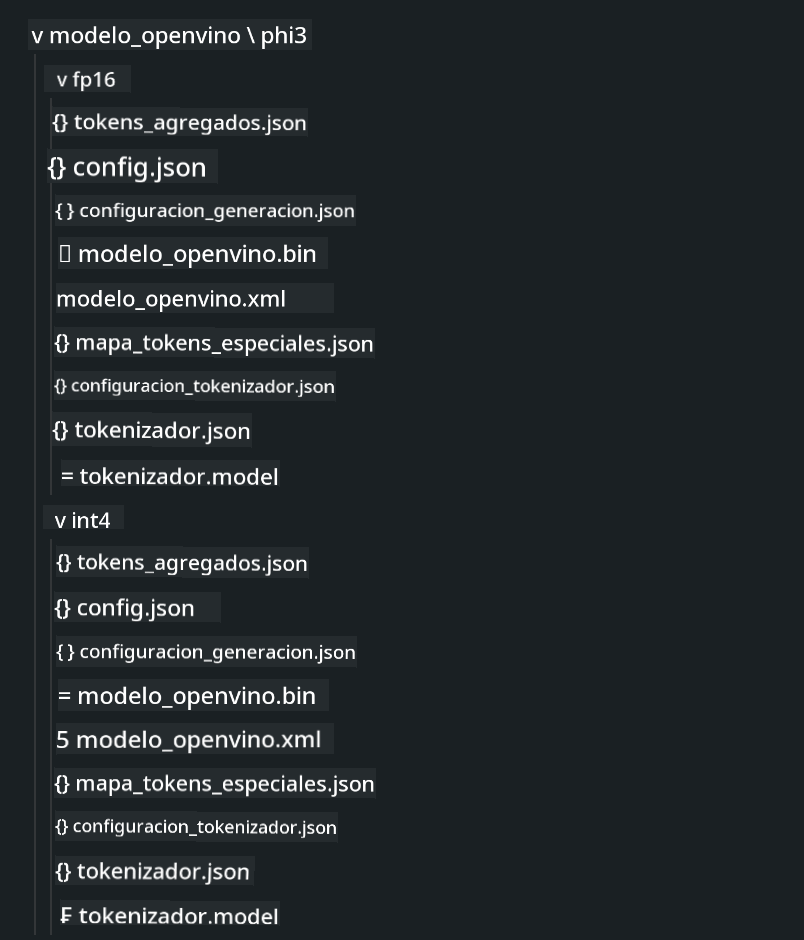 v modelo_openvino \ phi3
v fp16
{} tokens_agregados.json
{} config.json
{ } configuracion_generacion.json
▯ modelo_openvino.bin
modelo_openvino.xml
{} mapa_tokens_especiales.json
{} configuracion_tokenizador.json
{} tokenizador.json
= tokenizador.model
v int4
{} tokens_agregados.json
{} config.json
{ } configuracion_generacion.json
= modelo_openvino.bin
5 modelo_openvino.xml
{} mapa_tokens_especiales.json
{} configuracion_tokenizador.json
{} tokenizador.json
₣ tokenizador.model